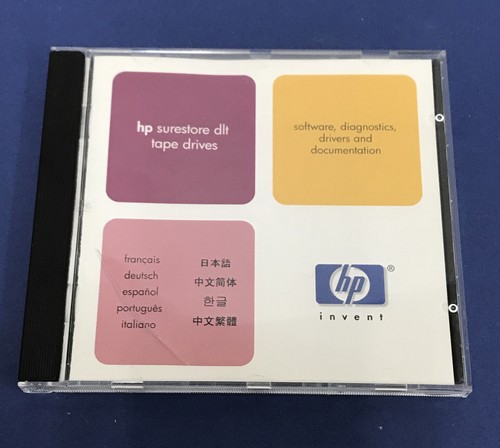 hp surestore dlt
tape drives
software, diagnostics,
drivers and
documentation
français
deutsch
español
português
italiano
日本語
中文简体
한글
中文繁體
hp®
invent